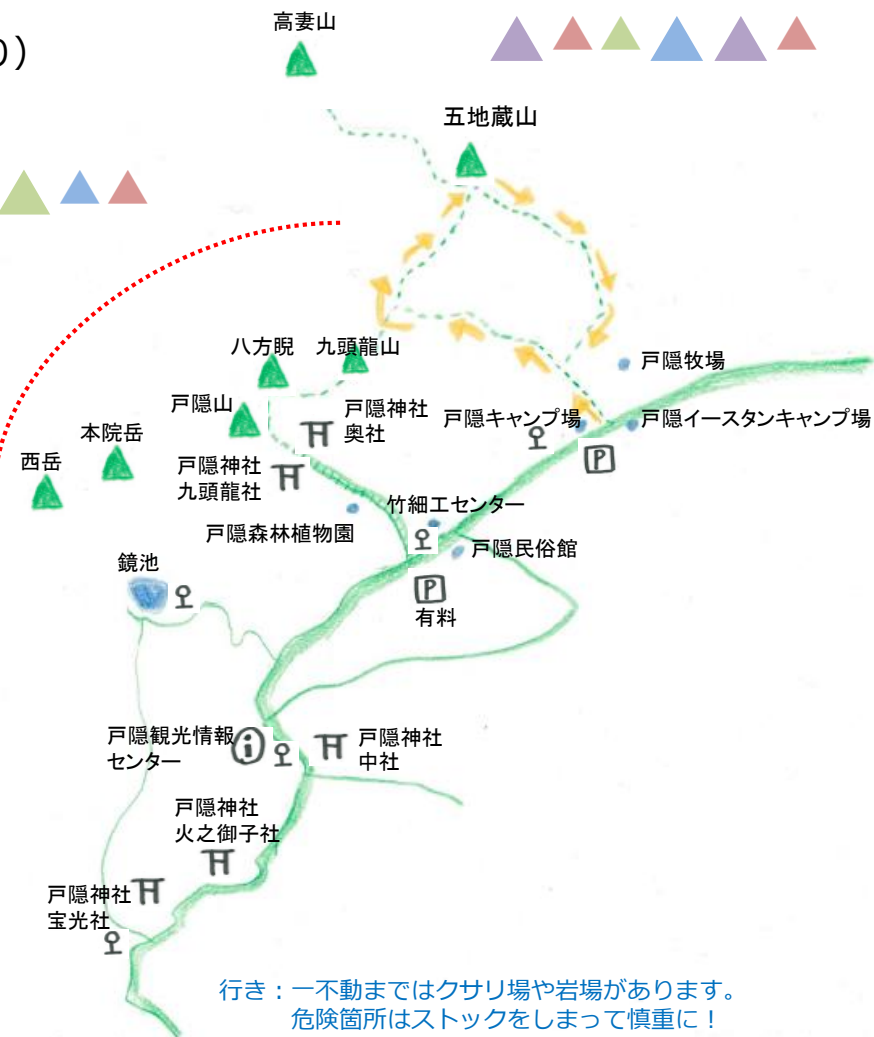 高妻山
り)
五地蔵山
八方睨
九頭龍山
戸隠牧場
戸隠山
戸隠神社
奥社
戸隠キャンプ場
戸隠イースタンキャンプ場
P
本院岳
西岳
戸隠神社
九頭龍社
竹細工センター
戸隠森林植物園
戸隠民俗館
鏡池
P
有料
戸隠観光情報
センター
i
戸隠神社
中社
戸隠神社
火之御子社
戸隠神社
宝光社
行き：一不動まではクサリ場や岩場があります。
危険箇所はストックをしまって慎重に！